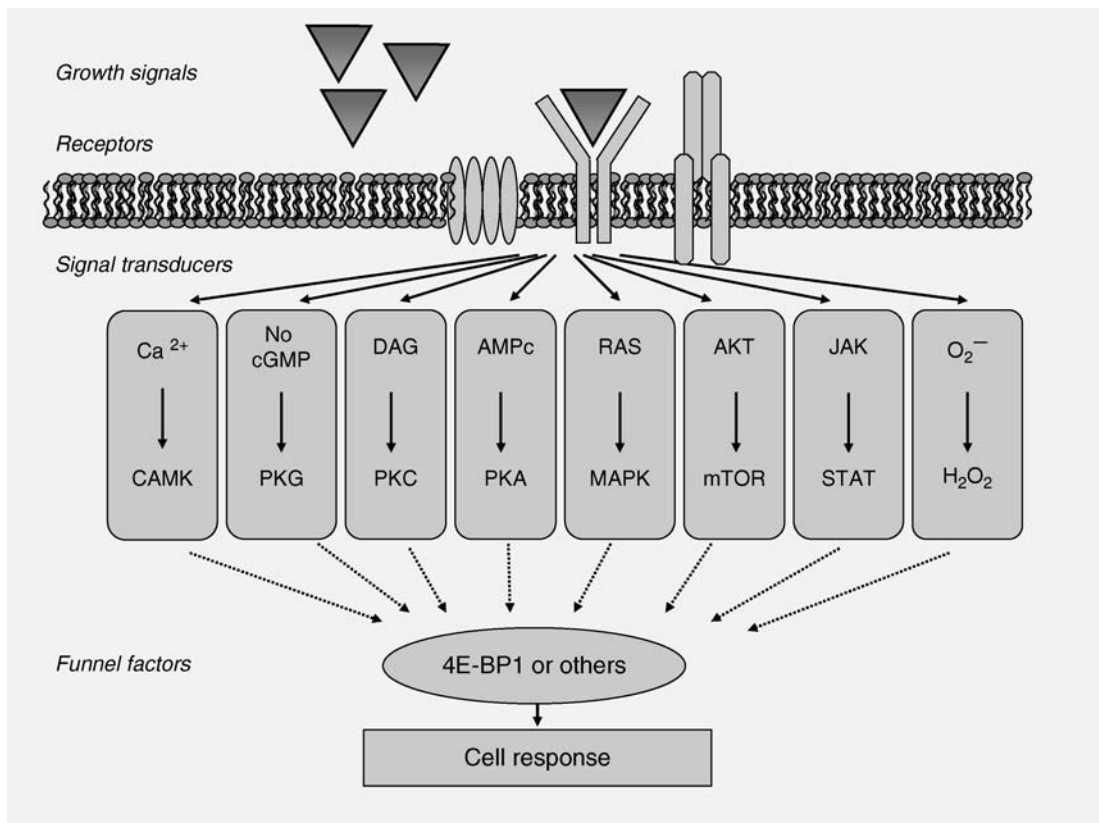 Growth signals
Receptors
Signal transducers
Ca 2+
No
cGMP
DAG
AMPc
RAS
AKT
JAK
O2−
CAMK
PKG
PKC
PKA
MAPK
mTOR
STAT
H2O2
Funnel factors
4E-BP1 or others
Cell response